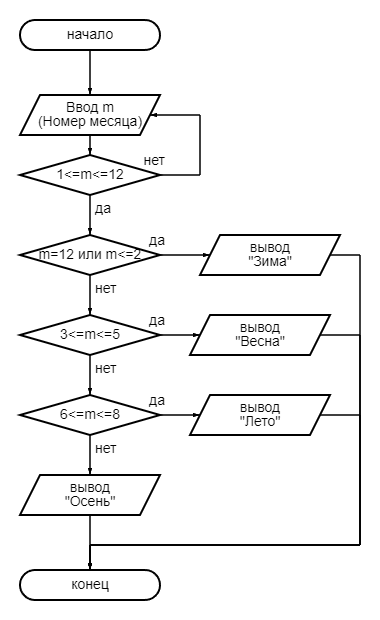 начало
Ввод m
(Номер месяца)
нет
1<=m<=12
да
да
m=12 или m<=2
вывод
"Зима"
нет
да
3<=m<=5
вывод
"Весна"
нет
да
6<=m<=8
вывод
"Лето"
нет
вывод
"Осень"
конец